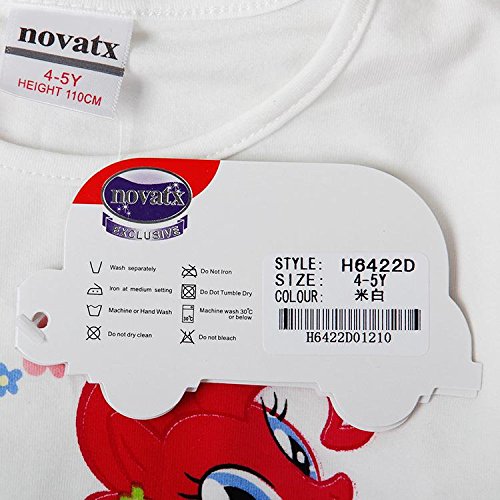 novatx
4-5Y
HEIGHT 110CM
novatx
EXCLUSIVE
Wash separately
Do Not Iron
Iron at medium setting
Do Not Tumble Dry
Machine or Hand Wash
30°
Machine wash 30℃
or below
Do not dry clean
Do not bleach
STYLE: H6422D
SIZE: 4-5Y
COLOUR: 米白
H6422D01210